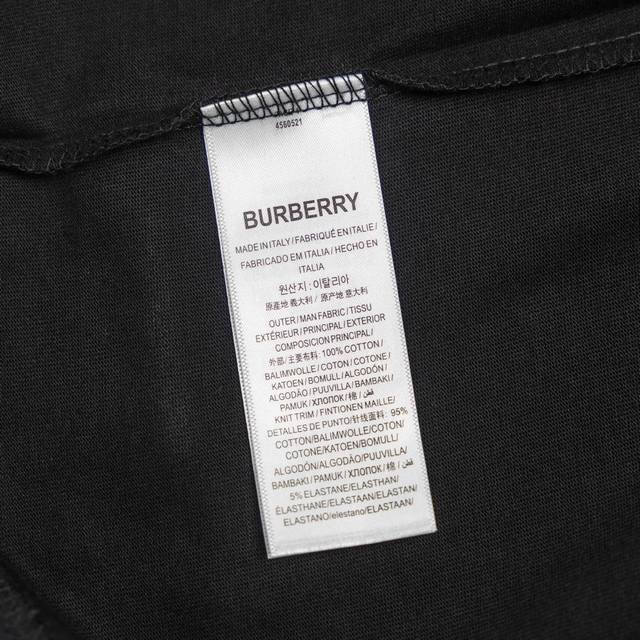 4560521
BURBERRY
MADE IN ITALY / FABRIQUÉ EN ITALIE /
FABRICADO EM ITALIA / HECHO EN
ITALIA
원산지 : 이탈리아
原產地 義大利 / 原产地 意大利
OUTER / MAN FABRIC / TISSU
EXTÉRIEUR / PRINCIPAL / EXTERIOR
COMPOSICION PRINCIPAL /
外部 / 主要布料: 100% COTTON /
BALIMWOLLE / COTON / COTONE /
KATOEN / BOMULL / ALGODÓN /
ALGODÃO / PUUVILLA / BAMBAKI /
PAMUK / ХЛОПОК / 棉 / قطن /
KNIT TRIM / FINTIONEN MAILLE /
DETALLES DE PUNTO / 针线面料: 95%
COTTON/BALIMWOLLE/COTON/
COTONE/KATOEN/BOMULL/
ALGODÓN/ALGODÃO/PUUVILLA/
BAMBAKI / PAMUK / ХЛОПОК / 棉 / قطن /
5% ELASTANE/ELASTHAN/
ÉLASTHANE/ELASTAAN/ELASTAN/
ELASTANO/elestano/ELASTAN/